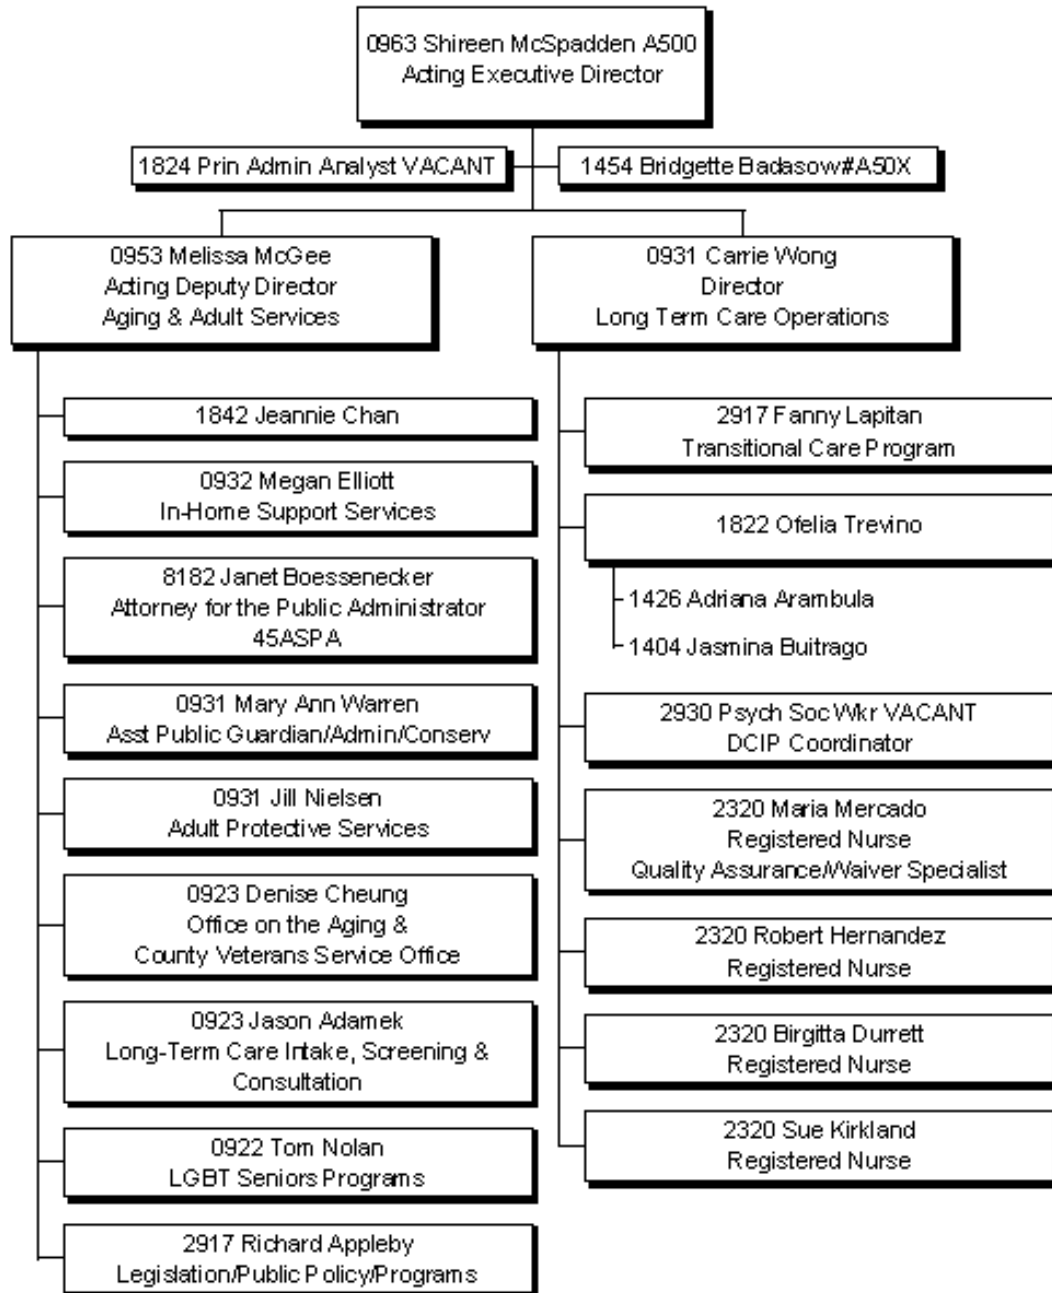 0963 Shireen McSpadden A500
Acting Executive Director
1824 Prin Admin Analyst VACANT
1454 Bridgette Badasow#A50X
0953 Melissa McGee
Acting Deputy Director
Aging & Adult Services
0931 Carrie Wong
Director
Long Term Care Operations
1842 Jeannie Chan
0932 Megan Elliott
In-Home Support Services
8182 Janet Boessenecker
Attorney for the Public Administrator
45ASPA
0931 Mary Ann Warren
Asst Public Guardian/Admin/Conserv
0931 Jill Nielsen
Adult Protective Services
0923 Denise Cheung
Office on the Aging &
County Veterans Service Office
0923 Jason Adamek
Long-Term Care Intake, Screening &
Consultation
0922 Tom Nolan
LGBT Seniors Programs
2917 Richard Appleby
Legislation/Public Policy/Programs
2917 Fanny Lapitan
Transitional Care Program
1822 Ofelia Trevino
1426 Adriana Arambula
1404 Jasmina Buitrago
2930 Psych Soc Wkr VACANT
DCIP Coordinator
2320 Maria Mercado
Registered Nurse
Quality Assurance/Waiver Specialist
2320 Robert Hernandez
Registered Nurse
2320 Birgitta Durrett
Registered Nurse
2320 Sue Kirkland
Registered Nurse